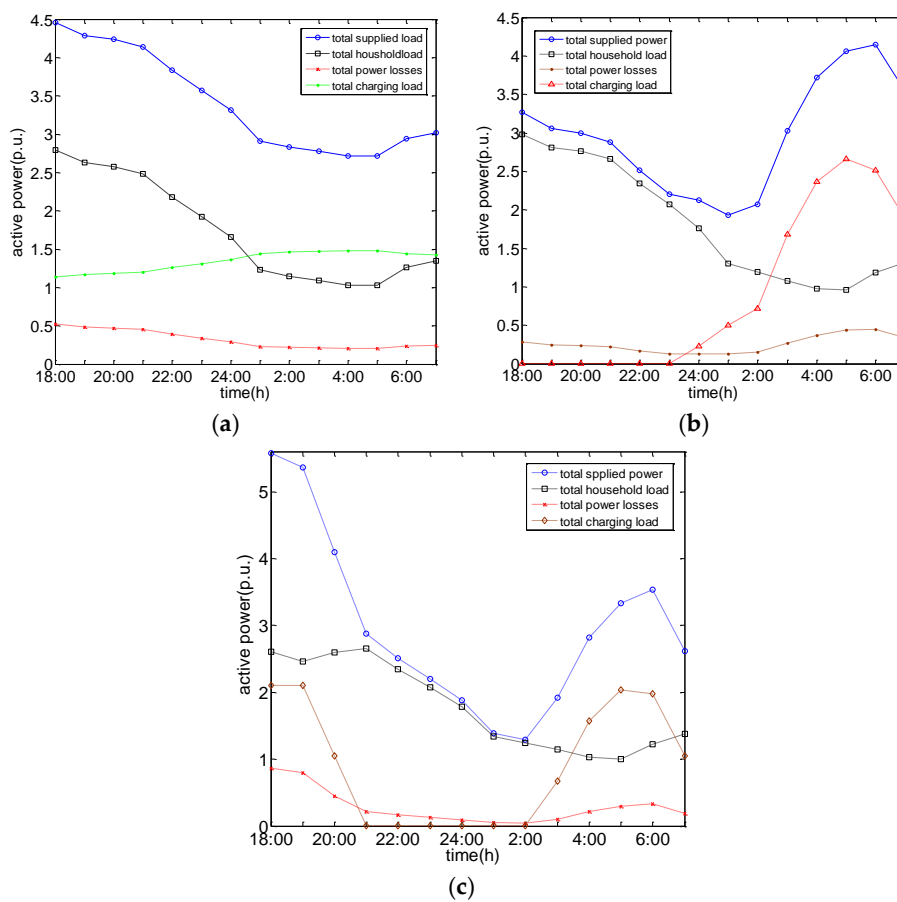 4.5
4
3.5
3
2.5
2
1.5
1
0.5
0
active power(p.u.)
total supplied load
total housholdload
total power losses
total charging load
18:00 20:00 22:00 24:00 2:00 4:00 6:00
time(h)
(a)
4.5
4
3.5
3
2.5
2
1.5
1
0.5
0
active power(p.u.)
total supplied power
total household load
total power losses
total charging load
18:00 20:00 22:00 24:00 2:00 4:00 6:00
time(h)
(b)
5
4
3
2
1
0
active power(p.u.)
total spplied power
total household load
total power losses
total charging load
18:00 20:00 22:00 24:00 2:00 4:00 6:00
time(h)
(c)